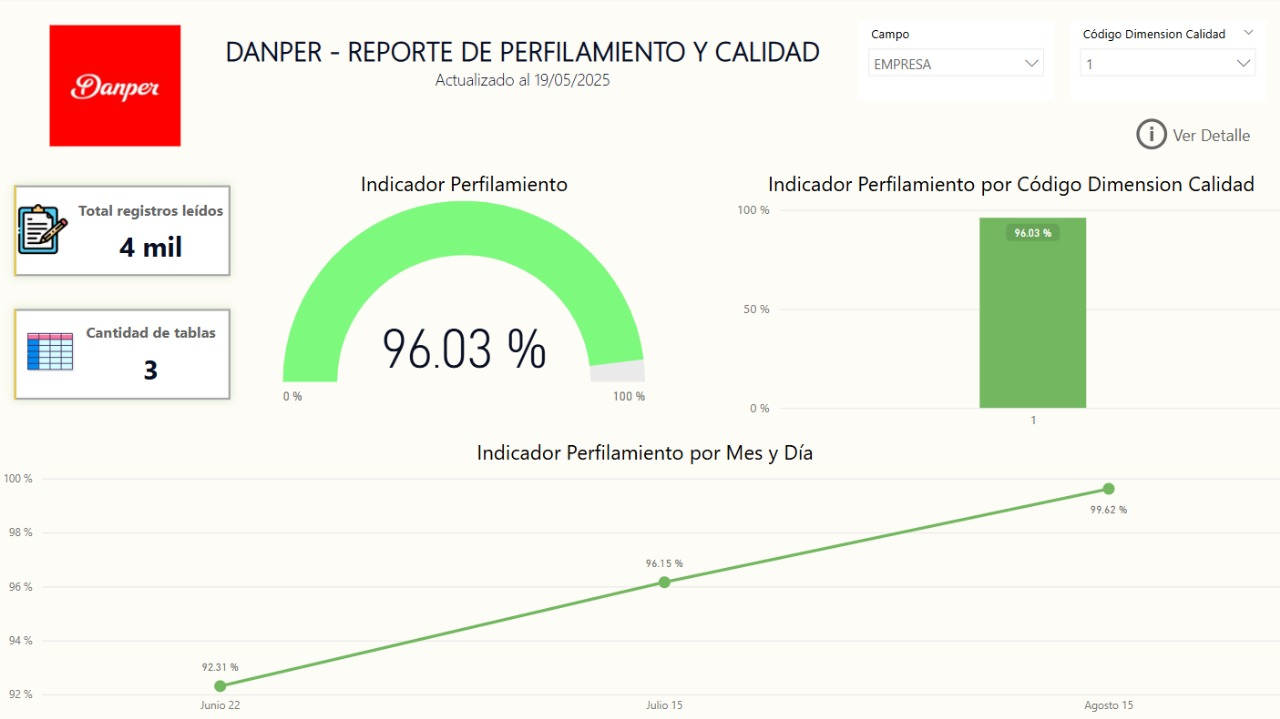 Danper
DANPER - REPORTE DE PERFILAMIENTO Y CALIDAD
Actualizado al 19/05/2025
Campo
EMPRESA
Código Dimension Calidad
1
Ver Detalle
Total registros leídos
4 mil
Cantidad de tablas
3
Indicador Perfilamiento
96.03 %
0 %
100 %
Indicador Perfilamiento por Código Dimension Calidad
100 %
96.03 %
50 %
0 %
1
Indicador Perfilamiento por Mes y Día
100 %
99.62 %
98 %
96.15 %
96 %
94 %
92.31 %
92 %
Junio 22
Julio 15
Agosto 15